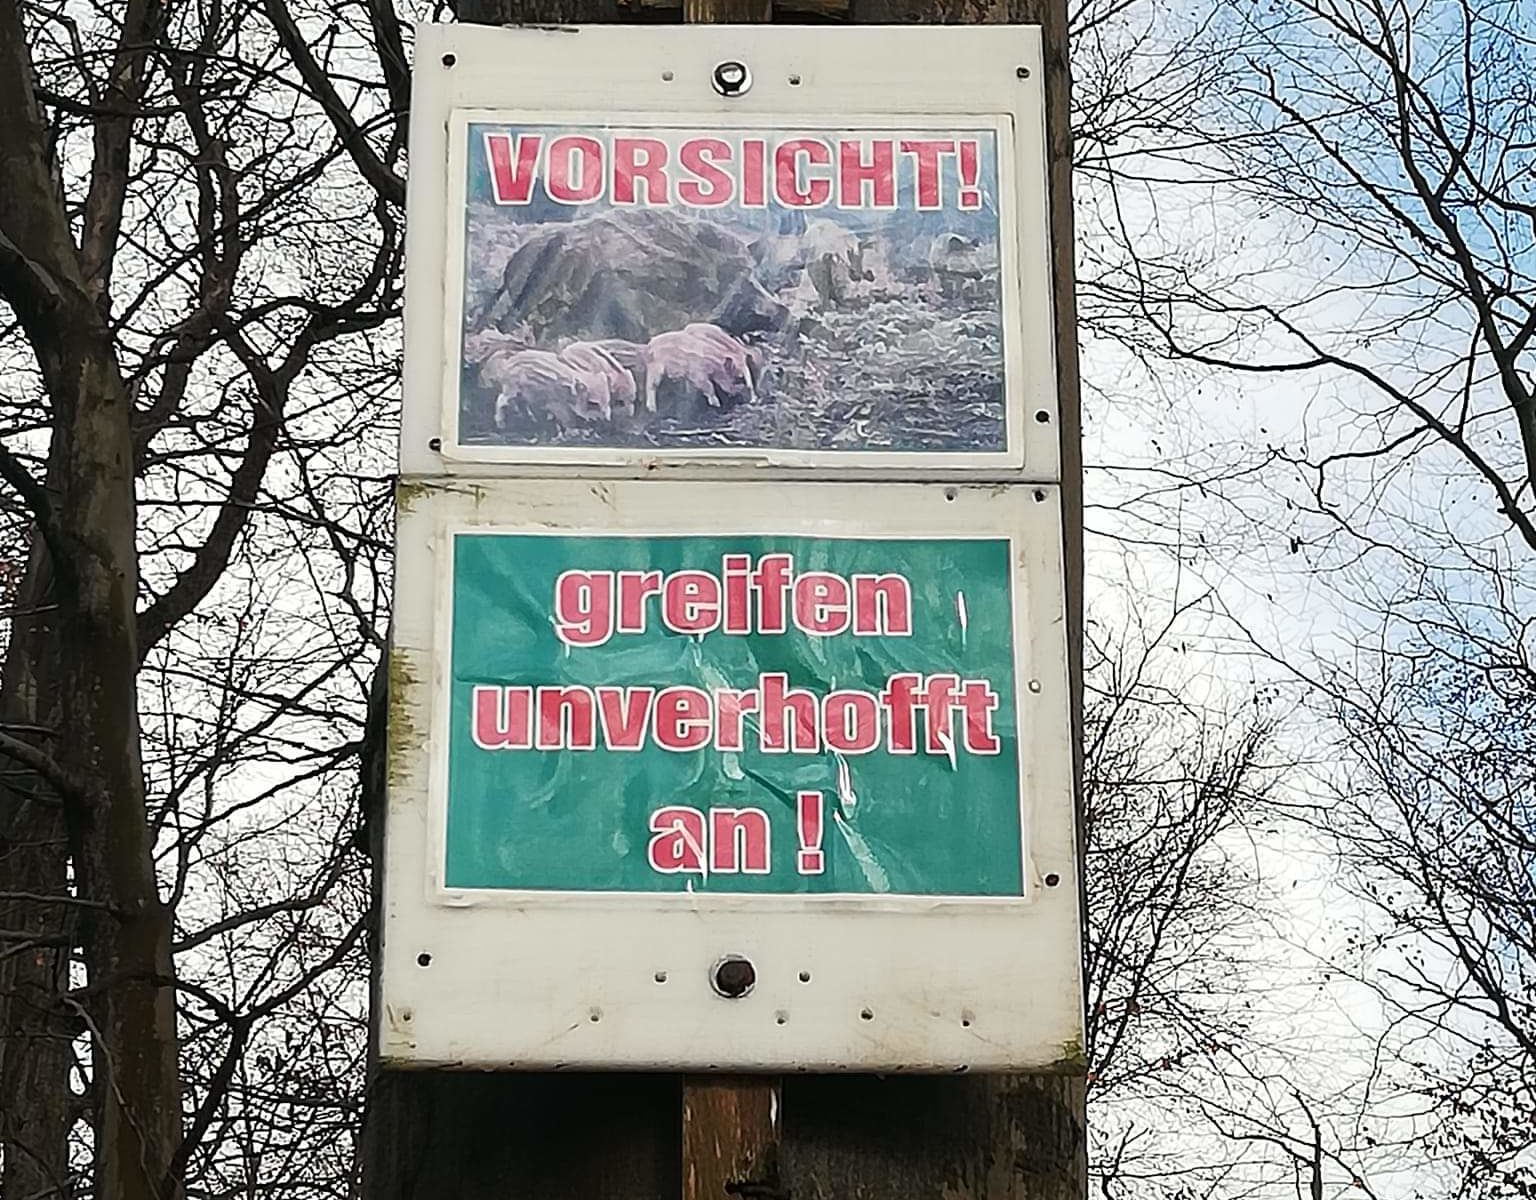 VORSICHT!
greifen
unverhofft
an !